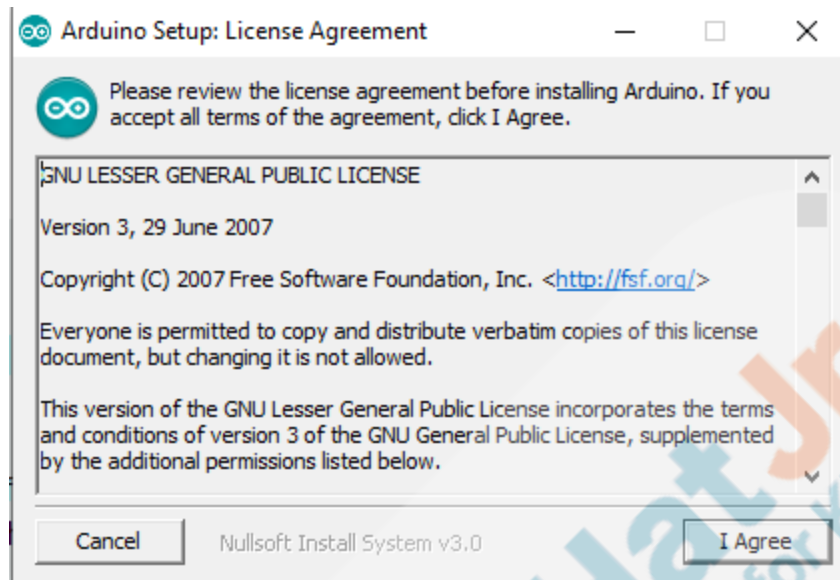 Arduino Setup: License Agreement
Please review the license agreement before installing Arduino. If you
accept all terms of the agreement, click I Agree.
GNU LESSER GENERAL PUBLIC LICENSE
Version 3, 29 June 2007
Copyright (C) 2007 Free Software Foundation, Inc. <http://fsf.org/>
Everyone is permitted to copy and distribute verbatim copies of this license
document, but changing it is not allowed.
This version of the GNU Lesser General Public License incorporates the terms
and conditions of version 3 of the GNU General Public License, supplemented
by the additional permissions listed below.
Cancel
Nullsoft Install System v3.0
I Agree